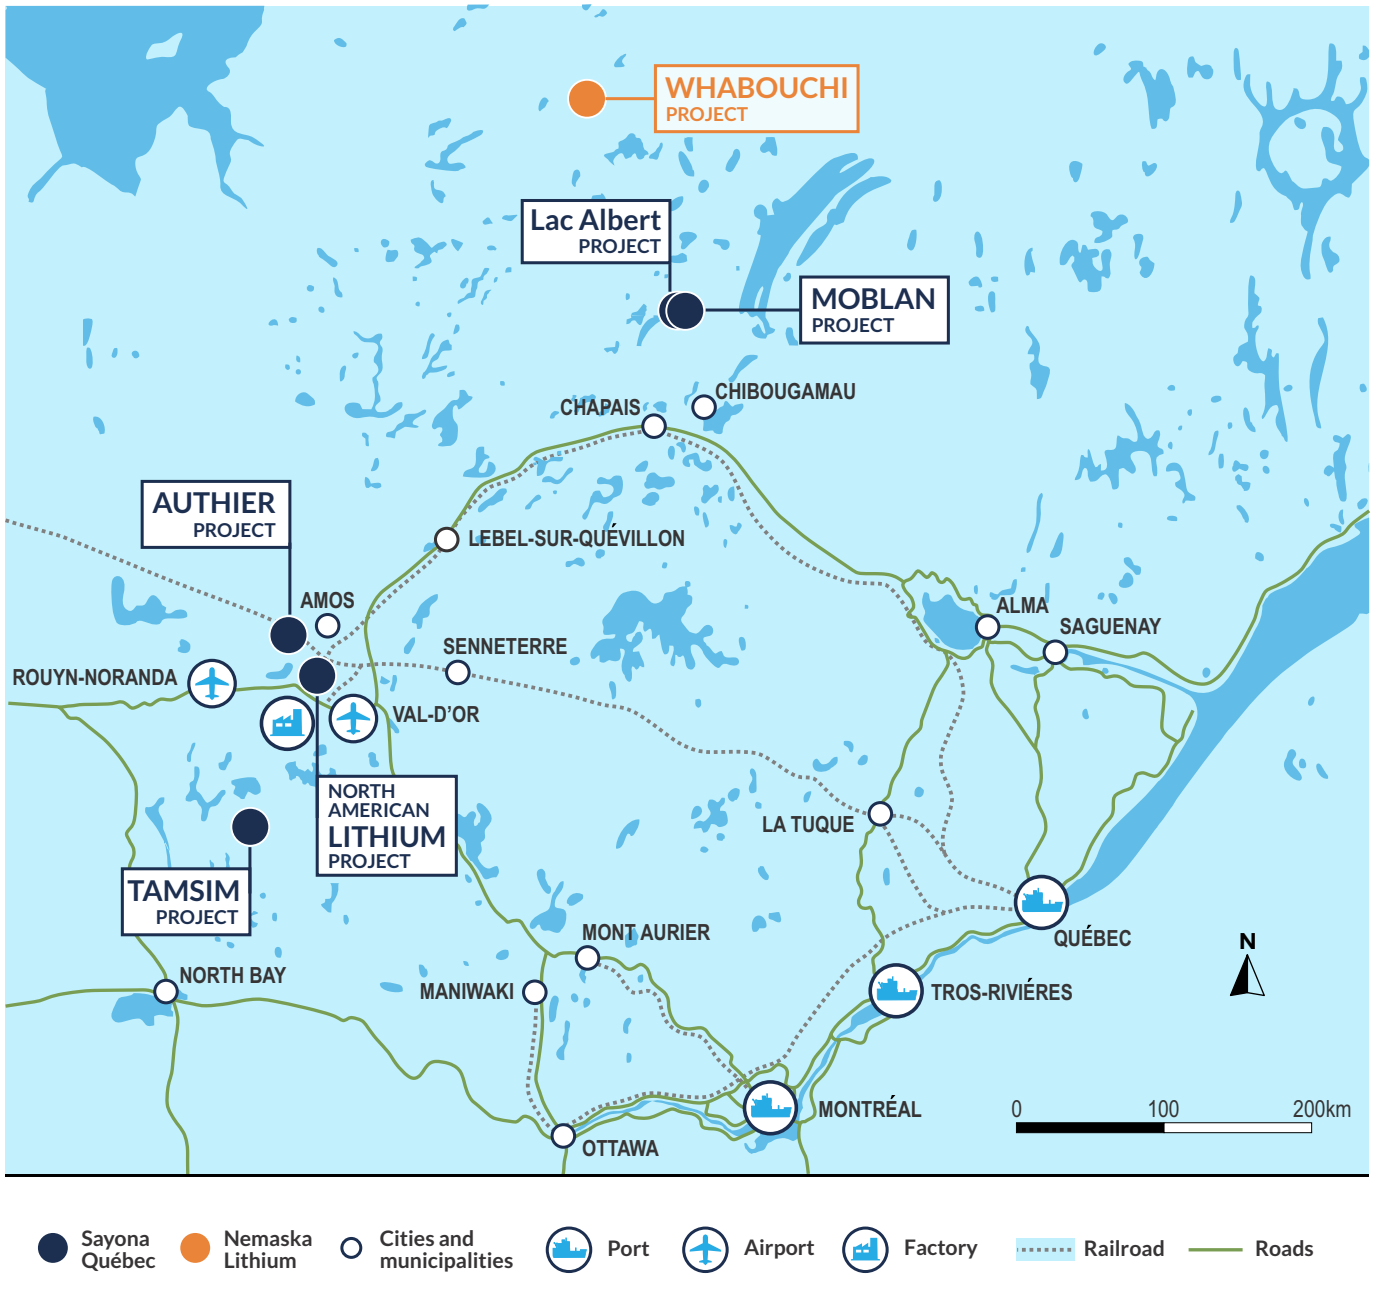 WHABOUCHI
PROJECT
Lac Albert
PROJECT
MOBLAN
PROJECT
CHIBOUGAMAU
CHAPAIS
AUTHIER
PROJECT
LEBEL-SUR-QUÉVILLON
AMOS
ALMA
SAGUENAY
SENNETERRE
ROUYN-NORANDA
VAL-D’OR
NORTH
AMERICAN
LITHIUM
PROJECT
LA TUQUE
TAMSIM
PROJECT
MONT AURIER
QUÉBEC
N
NORTH BAY
MANIWAKI
TROS-RIVIÉRES
MONTRÉAL
0 100 200km
OTTAWA
Sayona
Québec
Nemaska
Lithium
Cities and
municipalities
Port
Airport
Factory
Railroad
Roads